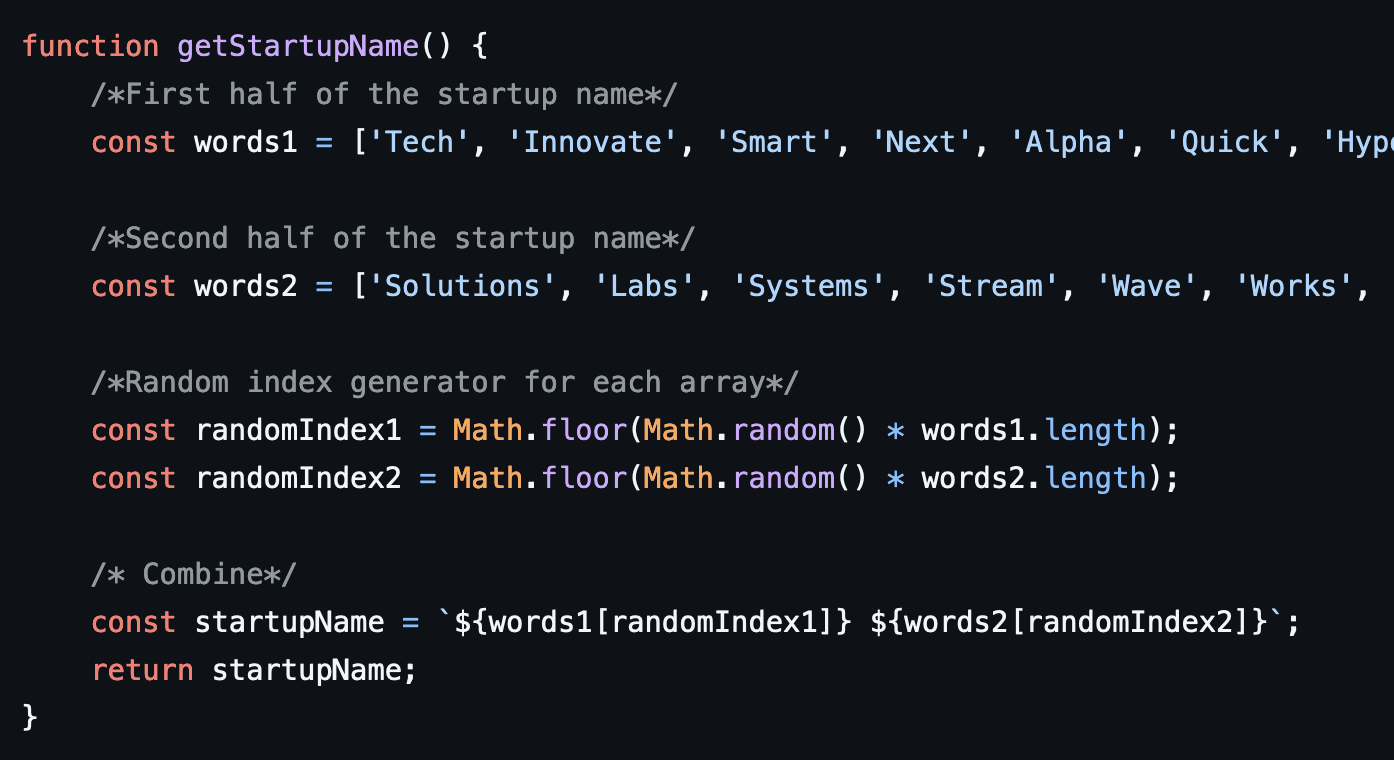 function getStartupName() {
    /*First half of the startup name*/
    const words1 = ['Tech', 'Innovate', 'Smart', 'Next', 'Alpha', 'Quick', 'Hype
    /*Second half of the startup name*/
    const words2 = ['Solutions', 'Labs', 'Systems', 'Stream', 'Wave', 'Works',
    /*Random index generator for each array*/
    const randomIndex1 = Math.floor(Math.random() * words1.length);
    const randomIndex2 = Math.floor(Math.random() * words2.length);
    /* Combine*/
    const startupName = `${words1[randomIndex1]} ${words2[randomIndex2]}`;
    return startupName;
}